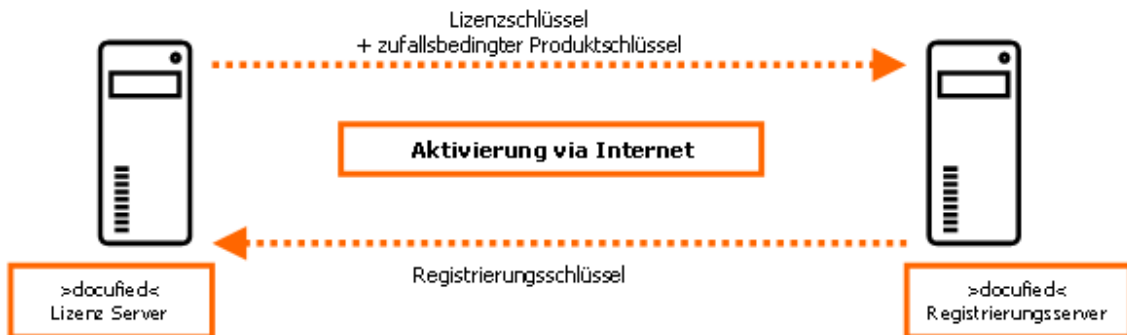 Lizenzschlüssel
+ zufallsbedingter Produktschlüssel
Aktivierung via Internet
Registrierungsschlüssel
>docufied<
Lizenz Server
>docufied<
Registrierungsserver